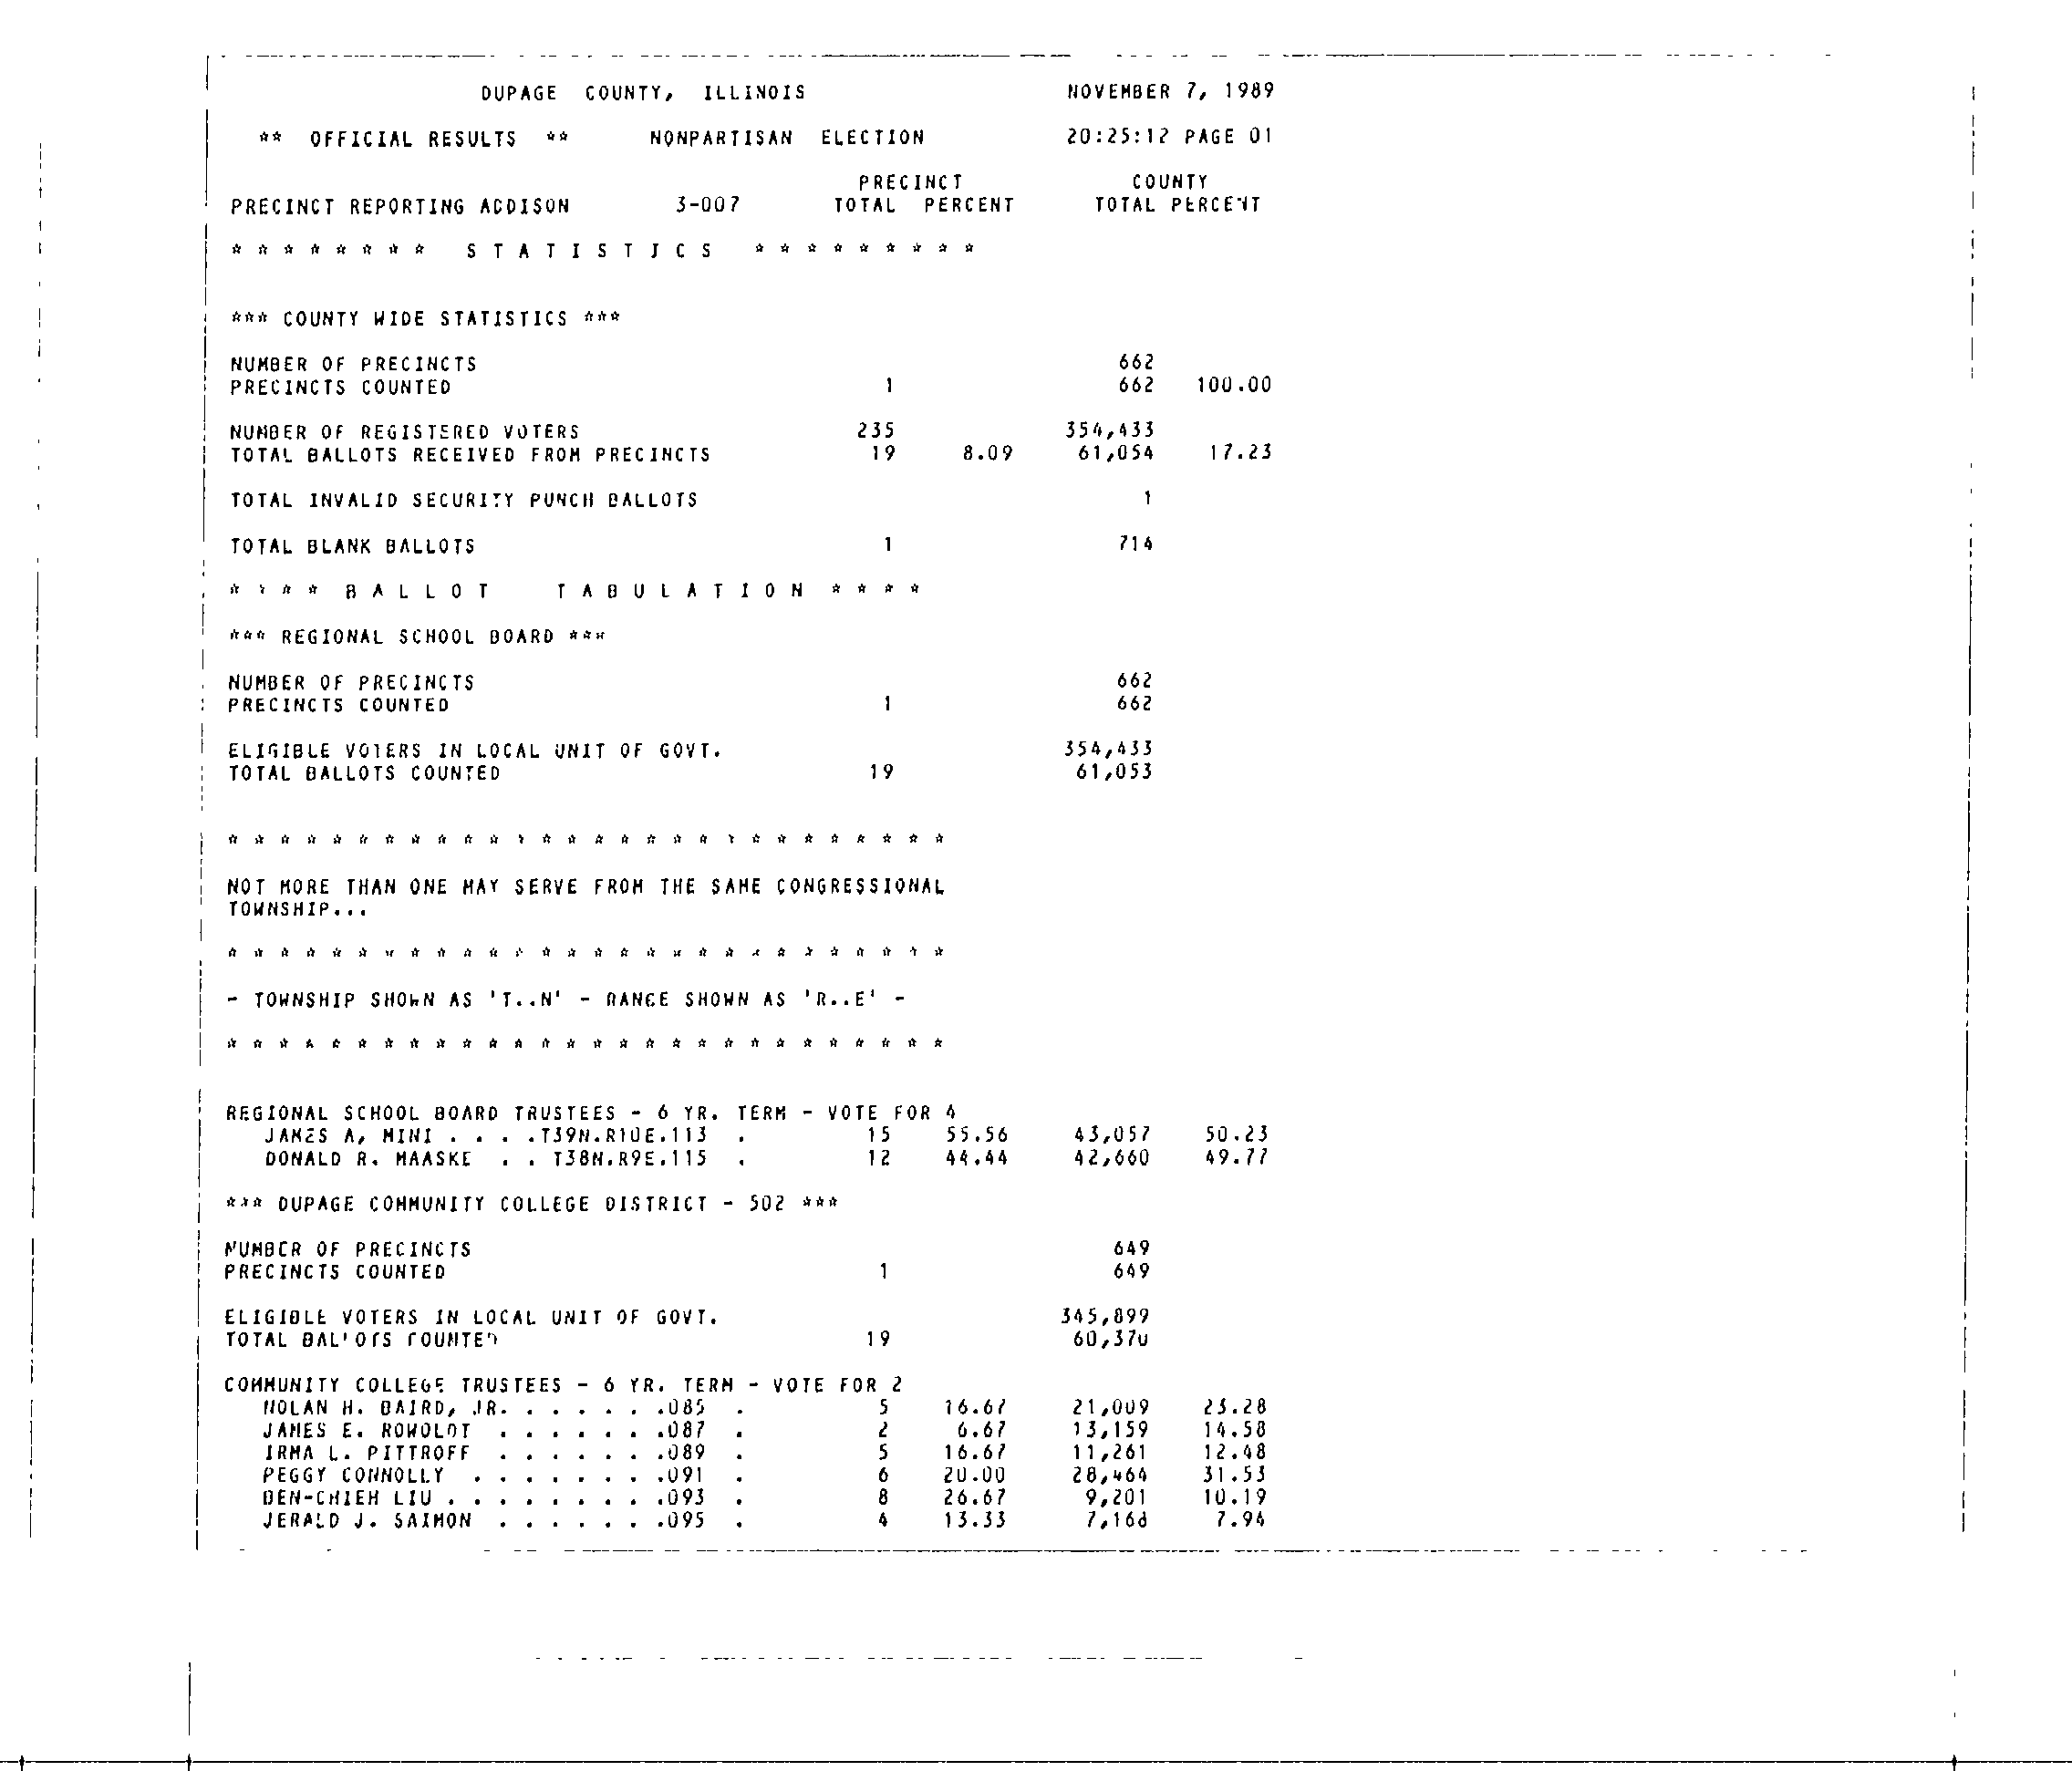 DUPAGE COUNTY, ILLINOIS NOVEMBER 7, 1989
** OFFICIAL RESULTS ** NONPARTISAN ELECTION 20:25:12 PAGE 01
PRECINCT COUNTY
PRECINCT REPORTING ADDISON 3-007 TOTAL PERCENT TOTAL PERCENT
* * * * * * * * S T A T I S T I C S * * * * * * * * *
*** COUNTY WIDE STATISTICS ***
NUMBER OF PRECINCTS 662
PRECINCTS COUNTED 1 662 100.00
NUMBER OF REGISTERED VOTERS 235 354,433
TOTAL BALLOTS RECEIVED FROM PRECINCTS 19 8.09 61,054 17.23
TOTAL INVALID SECURITY PUNCH BALLOTS 1
TOTAL BLANK BALLOTS 1 714
* * * * B A L L O T T A B U L A T I O N * * * *
*** REGIONAL SCHOOL BOARD ***
NUMBER OF PRECINCTS 662
PRECINCTS COUNTED 1 662
ELIGIBLE VOTERS IN LOCAL UNIT OF GOVT. 354,433
TOTAL BALLOTS COUNTED 19 61,053
* * * * * * * * * * * * * * * * * * * * * * * * * * * *
NOT MORE THAN ONE MAY SERVE FROM THE SAME CONGRESSIONAL
TOWNSHIP...
* * * * * * * * * * * * * * * * * * * * * * * * * * * *
- TOWNSHIP SHOWN AS 'T..N' - RANGE SHOWN AS 'R..E' -
* * * * * * * * * * * * * * * * * * * * * * * * * * * *
REGIONAL SCHOOL BOARD TRUSTEES - 6 YR. TERM - VOTE FOR 4
JAMES A. MINI . . . .T39N.R10E.113 . 15 55.56 43,057 50.23
DONALD R. MAASKE . . T38N.R9E.115 . 12 44.44 42,660 49.77
*** DUPAGE COMMUNITY COLLEGE DISTRICT - 502 ***
NUMBER OF PRECINCTS 649
PRECINCTS COUNTED 1 649
ELIGIBLE VOTERS IN LOCAL UNIT OF GOVT. 345,899
TOTAL BALLOTS COUNTED 19 60,370
COMMUNITY COLLEGE TRUSTEES - 6 YR. TERM - VOTE FOR 2
NOLAN H. BAIRD, JR. . . . . . .085 . 5 16.67 21,009 23.28
JAMES E. ROWOLDT . . . . . . .087 . 2 6.67 13,159 14.58
IRMA L. PITTROFF . . . . . . .089 . 5 16.67 11,261 12.48
PEGGY CONNOLLY . . . . . . . .091 . 6 20.00 28,464 31.53
BEN-CHIEH LIU . . . . . . . . .093 . 8 26.67 9,201 10.19
JERALD J. SAIMON . . . . . . .095 . 4 13.33 7,168 7.94